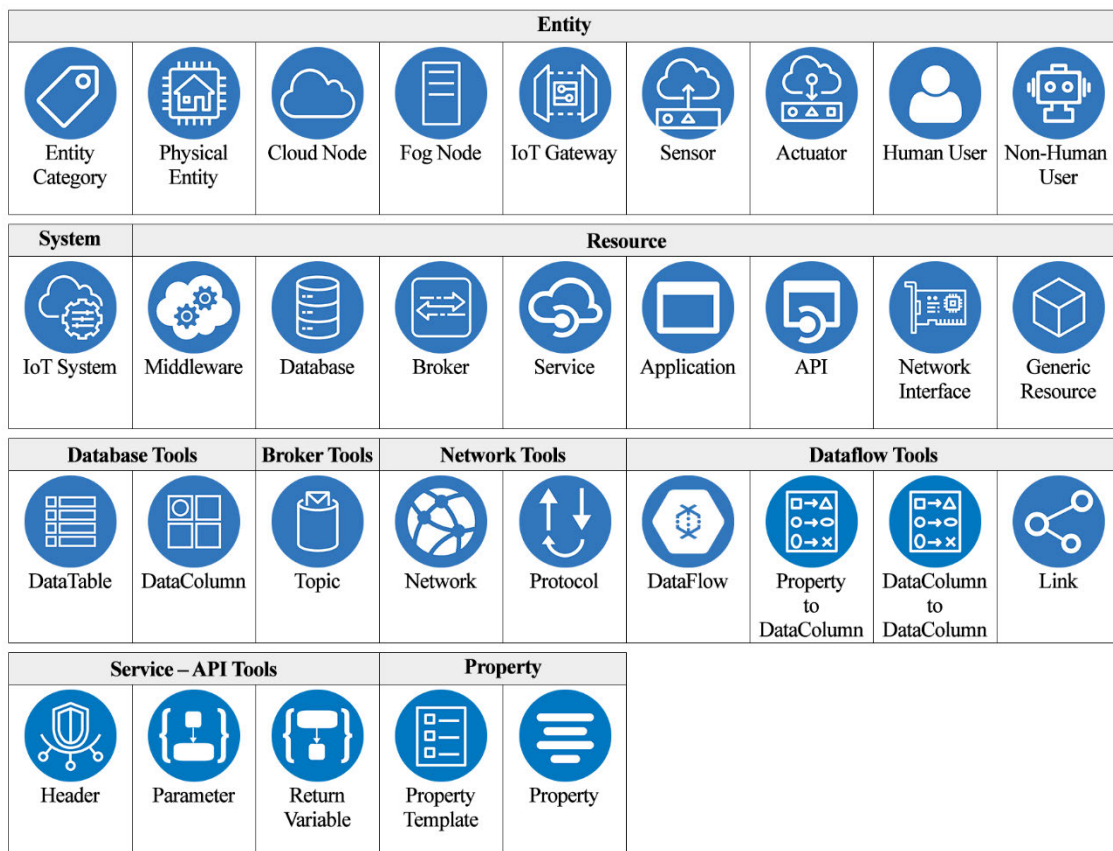 Entity
Entity
Category
Physical
Entity
Cloud Node
Fog Node
IoT Gateway
Sensor
Actuator
Human User
Non-Human
User
System
Resource
IoT System
Middleware
Database
Broker
Service
Application
API
Network
Interface
Generic
Resource
Database Tools
Broker Tools
Network Tools
Dataflow Tools
DataTable
DataColumn
Topic
Network
Protocol
DataFlow
Property
to
DataColumn
DataColumn
to
DataColumn
Link
Service – API Tools
Property
Header
Parameter
Return
Variable
Property
Template
Property